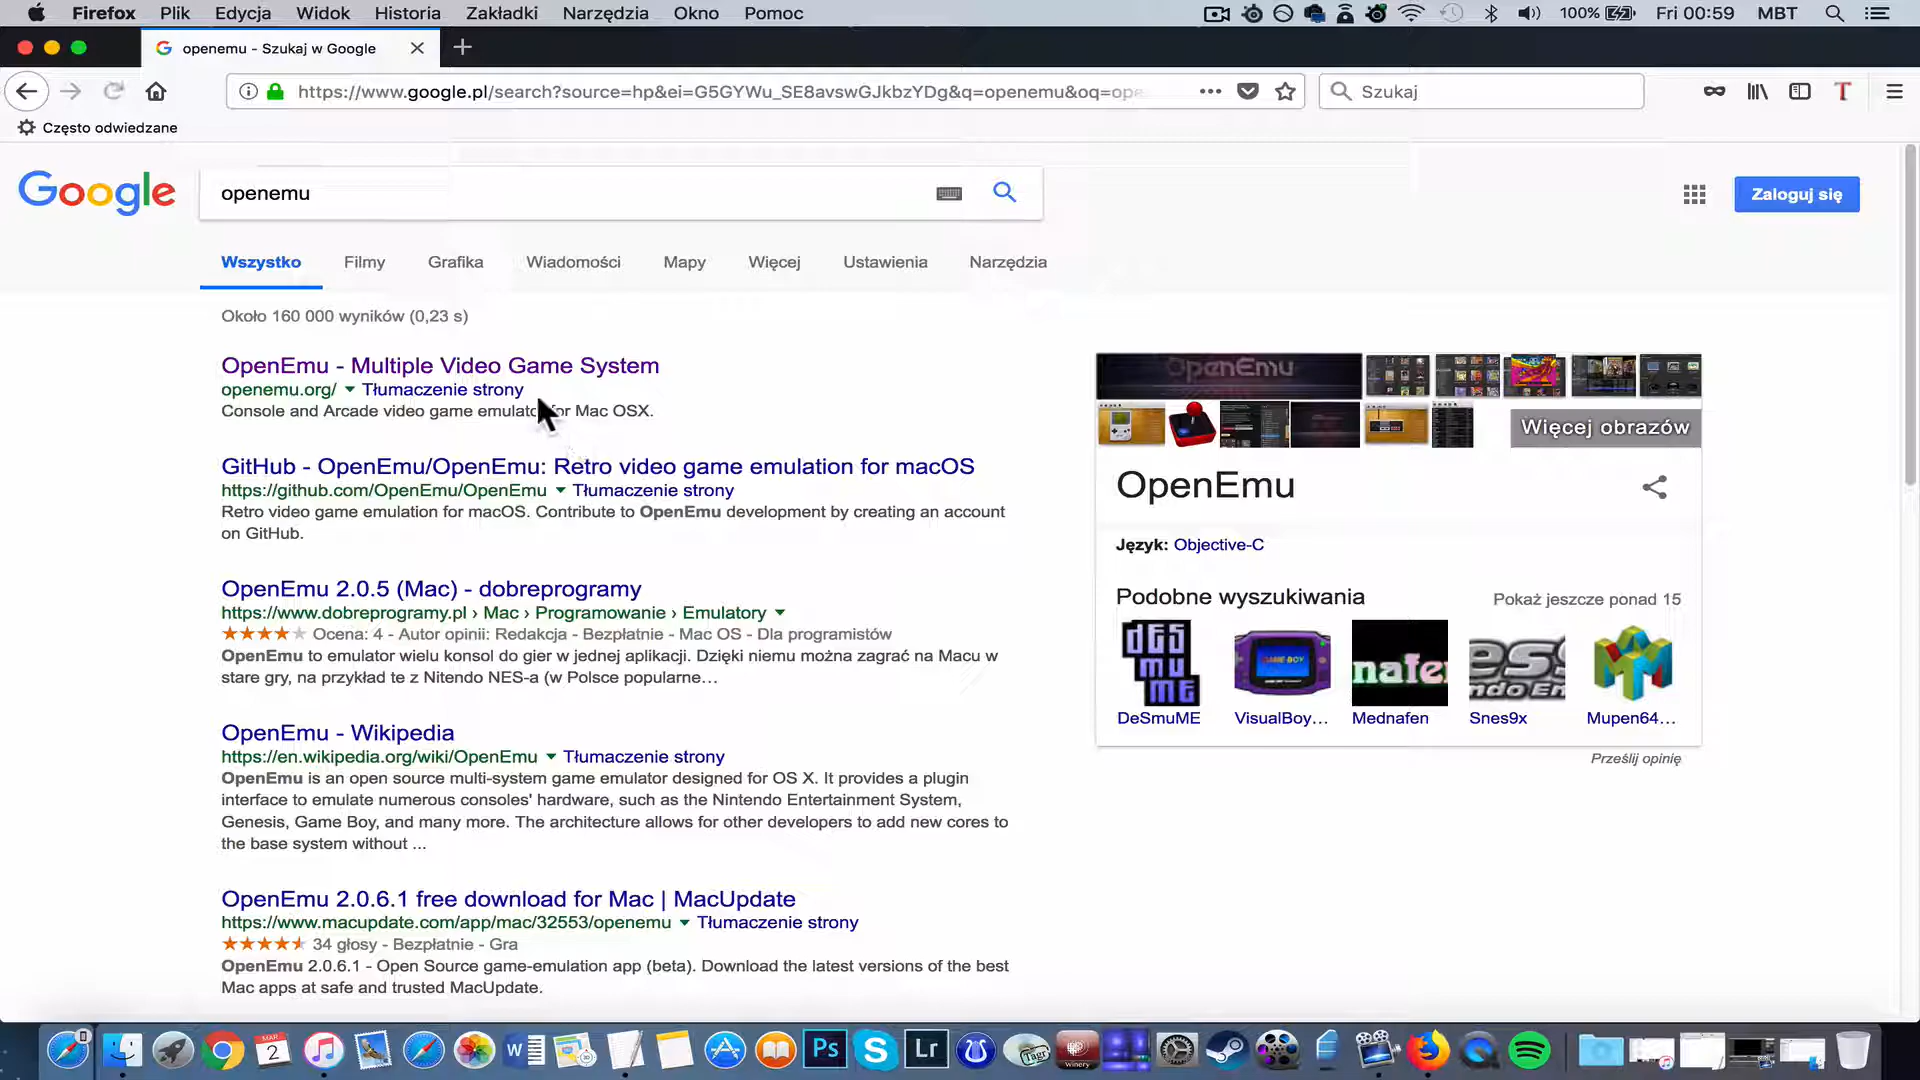 Firefox Plik Edycja Widok Historia Zakładki Narzędzia Okno Pomoc 100% Fri 00:59 MBT
openemu - Szukaj w Google
https://www.google.pl/search?source=hp&ei=G5GYWu_SE8avswGJkbzYDg&q=openemu&oq=ope
Szukaj
Często odwiedzane
Google
openemu
Zaloguj się
Wszystko Filmy Grafika Wiadomości Mapy Więcej Ustawienia Narzędzia
Około 160 000 wyników (0,23 s)
OpenEmu - Multiple Video Game System
openemu.org/ Tłumaczenie strony
Console and Arcade video game emulator for Mac OSX.
GitHub - OpenEmu/OpenEmu: Retro video game emulation for macOS
https://github.com/OpenEmu/OpenEmu Tłumaczenie strony
Retro video game emulation for macOS. Contribute to OpenEmu development by creating an account
on GitHub.
OpenEmu 2.0.5 (Mac) - dobreprogramy
https://www.dobreprogramy.pl › Mac › Programowanie › Emulatory
Ocena: 4 - Autor opinii: Redakcja - Bezpłatnie - Mac OS - Dla programistów
OpenEmu to emulator wielu konsol do gier w jednej aplikacji. Dzięki niemu można zagrać na Macu w
stare gry, na przykład te z Nitendo NES-a (w Polsce popularne...
OpenEmu - Wikipedia
https://en.wikipedia.org/wiki/OpenEmu Tłumaczenie strony
OpenEmu is an open source multi-system game emulator designed for OS X. It provides a plugin
interface to emulate numerous consoles' hardware, such as the Nintendo Entertainment System,
Genesis, Game Boy, and many more. The architecture allows for other developers to add new cores to
the base system without ...
OpenEmu 2.0.6.1 free download for Mac | MacUpdate
https://www.macupdate.com/app/mac/32553/openemu Tłumaczenie strony
34 głosy - Bezpłatnie - Gra
OpenEmu 2.0.6.1 - Open Source game-emulation app (beta). Download the latest versions of the best
Mac apps at safe and trusted MacUpdate.
OpenEmu
Więcej obrazów
OpenEmu
Język: Objective-C
Podobne wyszukiwania Pokaż jeszcze ponad 15
DeSmuME VisualBoy... Mednafen Snes9x Mupen64...
Prześlij opinię
MAR 2
W
Ps
Lr
Tagr
Winery